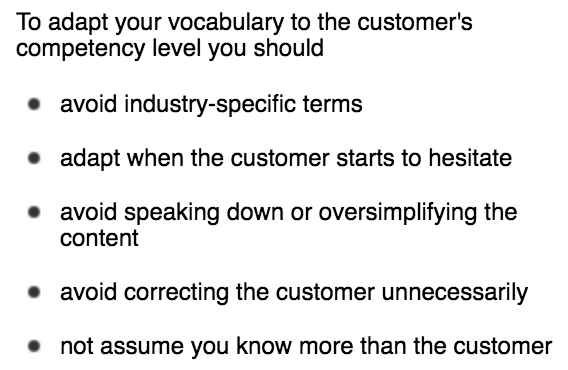 To adapt your vocabulary to the customer's
competency level you should
• avoid industry-specific terms
• adapt when the customer starts to hesitate
• avoid speaking down or oversimplifying the
content
• avoid correcting the customer unnecessarily
• not assume you know more than the customer